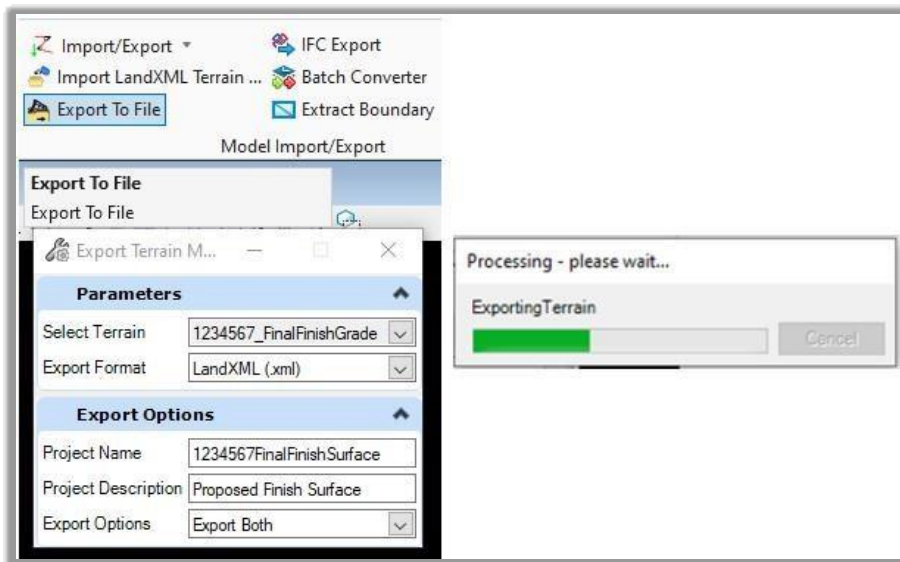 Import/Export
IFC Export
Import LandXML Terrain ...
Batch Converter
Export To File
Extract Boundary
Model Import/Export
Export To File
Export To File
Export Terrain M...
Parameters
Select Terrain 1234567_FinalFinishGrade
Export Format LandXML (.xml)
Export Options
Project Name 1234567FinalFinishSurface
Project Description Proposed Finish Surface
Export Options Export Both
Processing - please wait...
ExportingTerrain
Cancel